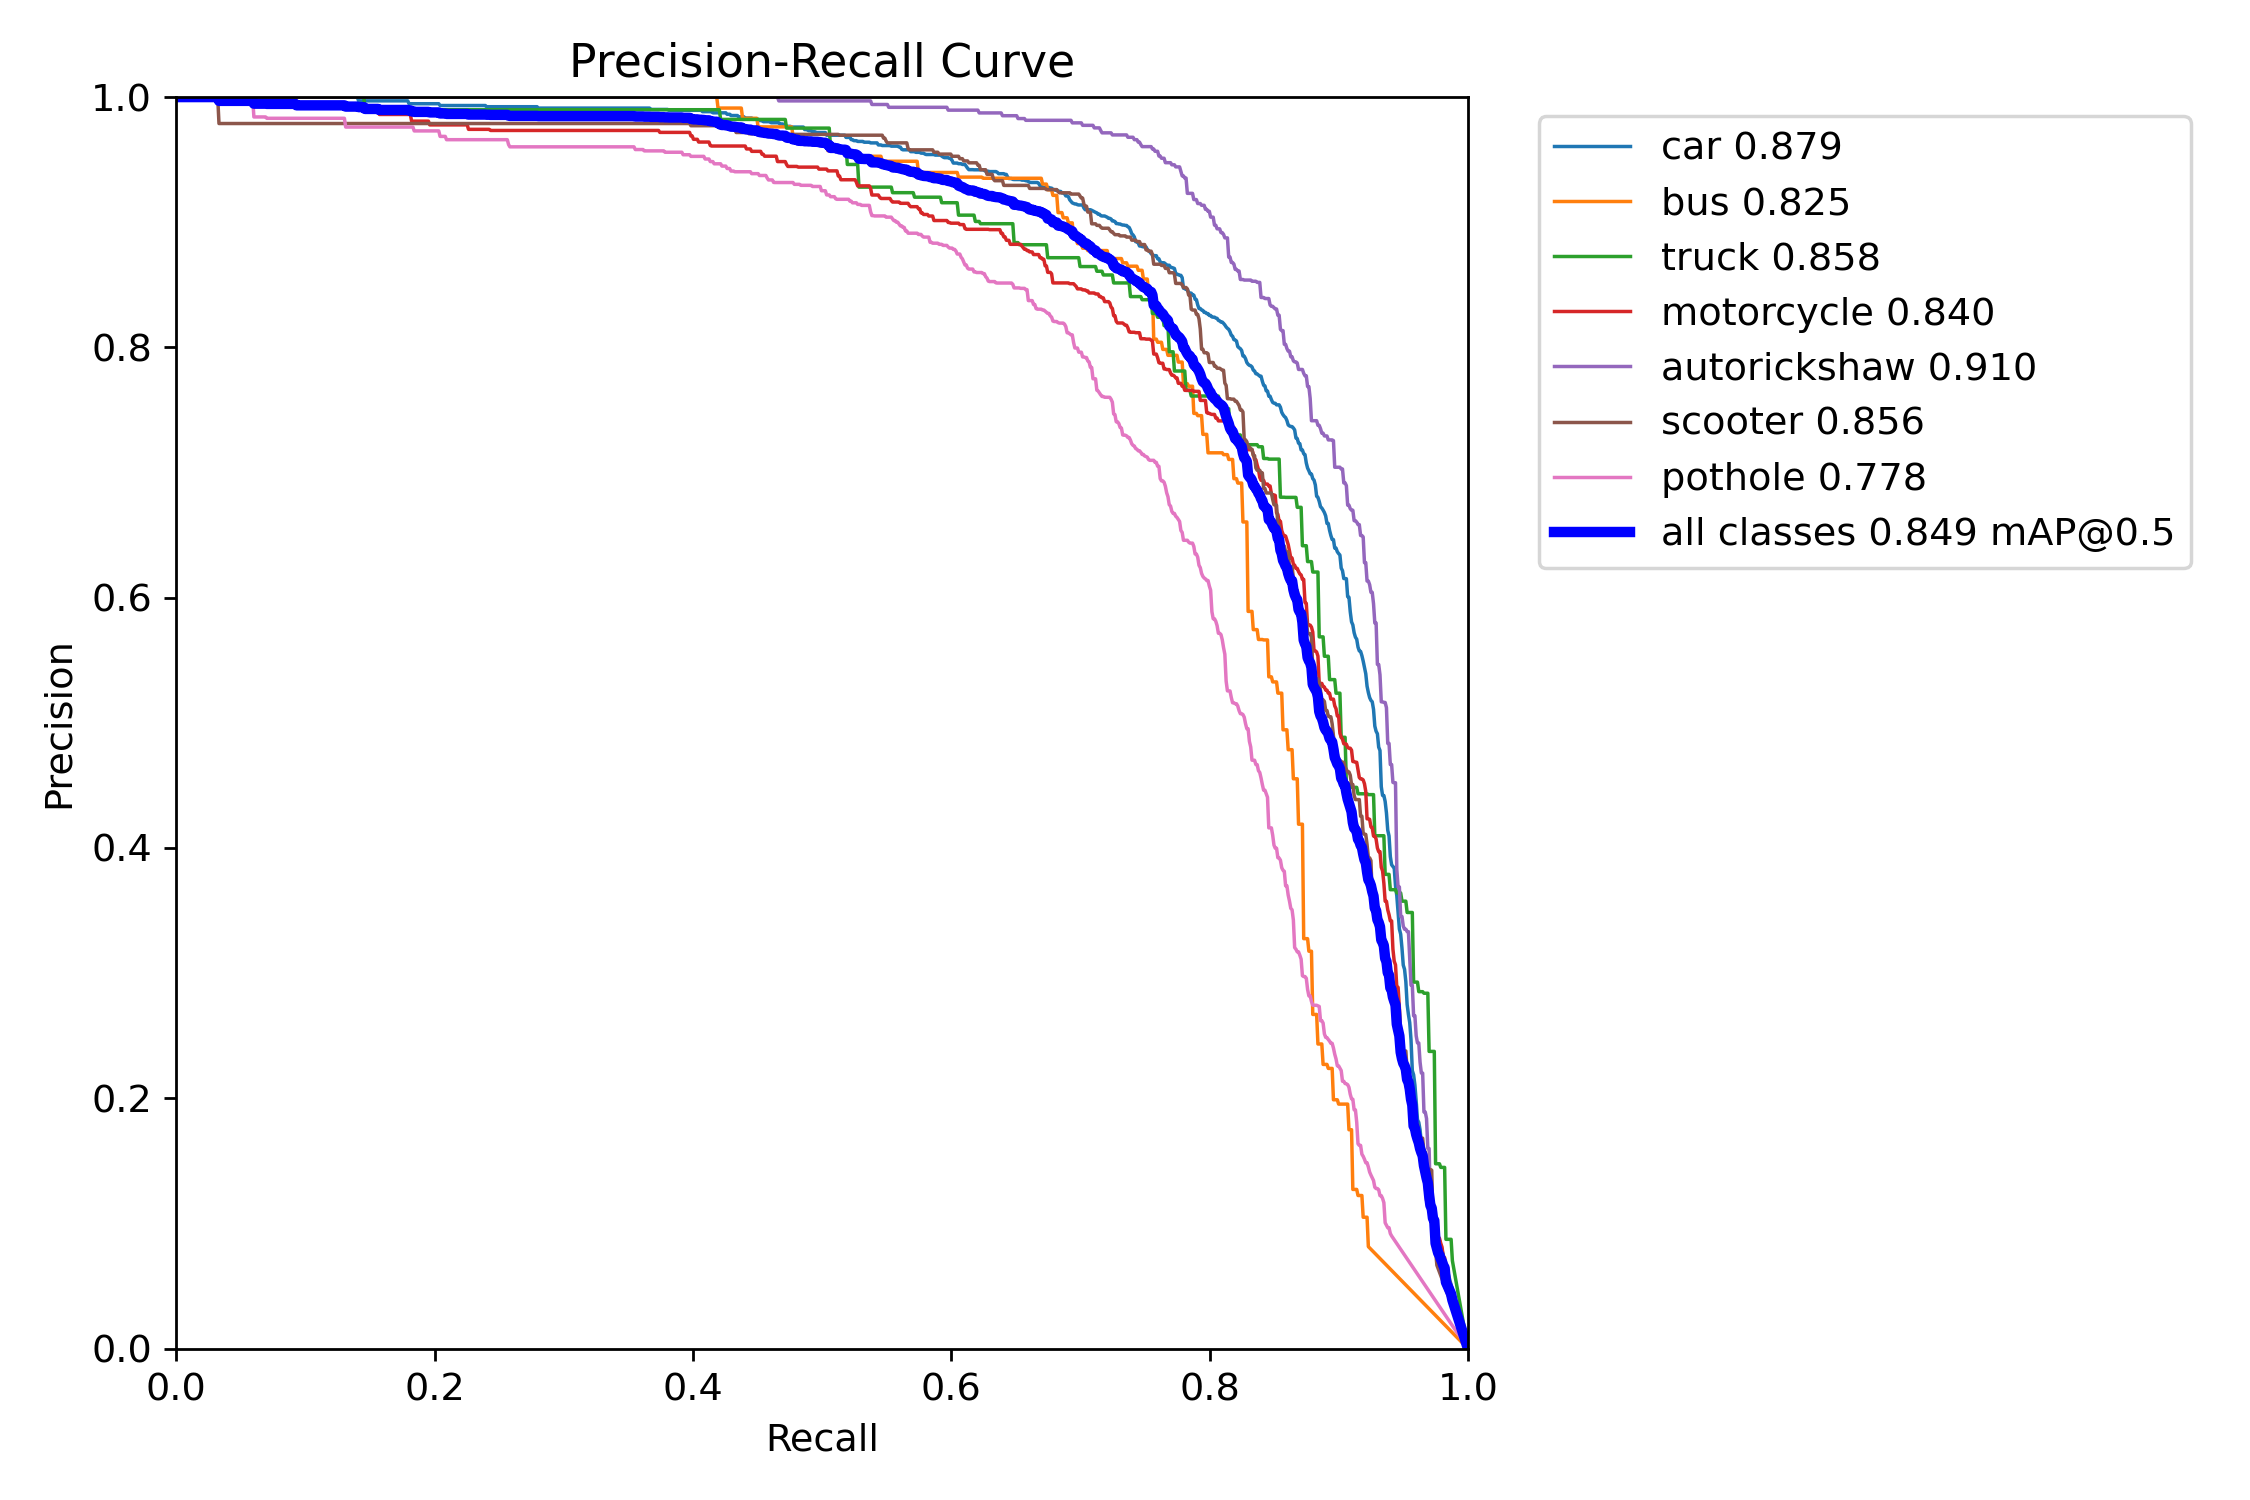 Precision-Recall Curve
1.0
0.8
0.6
0.4
0.2
0.0
Precision
0.0 0.2 0.4 0.6 0.8 1.0
Recall
car 0.879
bus 0.825
truck 0.858
motorcycle 0.840
autorickshaw 0.910
scooter 0.856
pothole 0.778
all classes 0.849 mAP@0.5